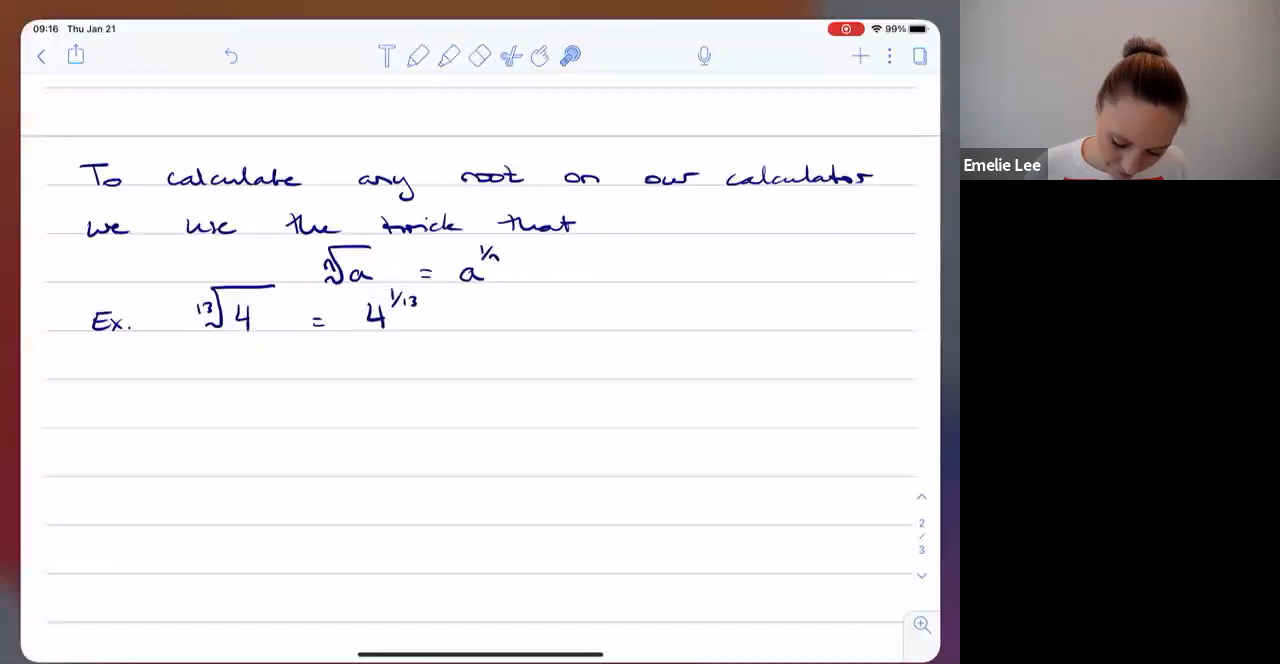 09:16 Thu Jan 21
99%
To calculate any root on our calculator
we use the trick that
ⁿ√a = a^1/n
Ex. ¹³√4 = 4^1/13
2
/
3
Emelie Lee